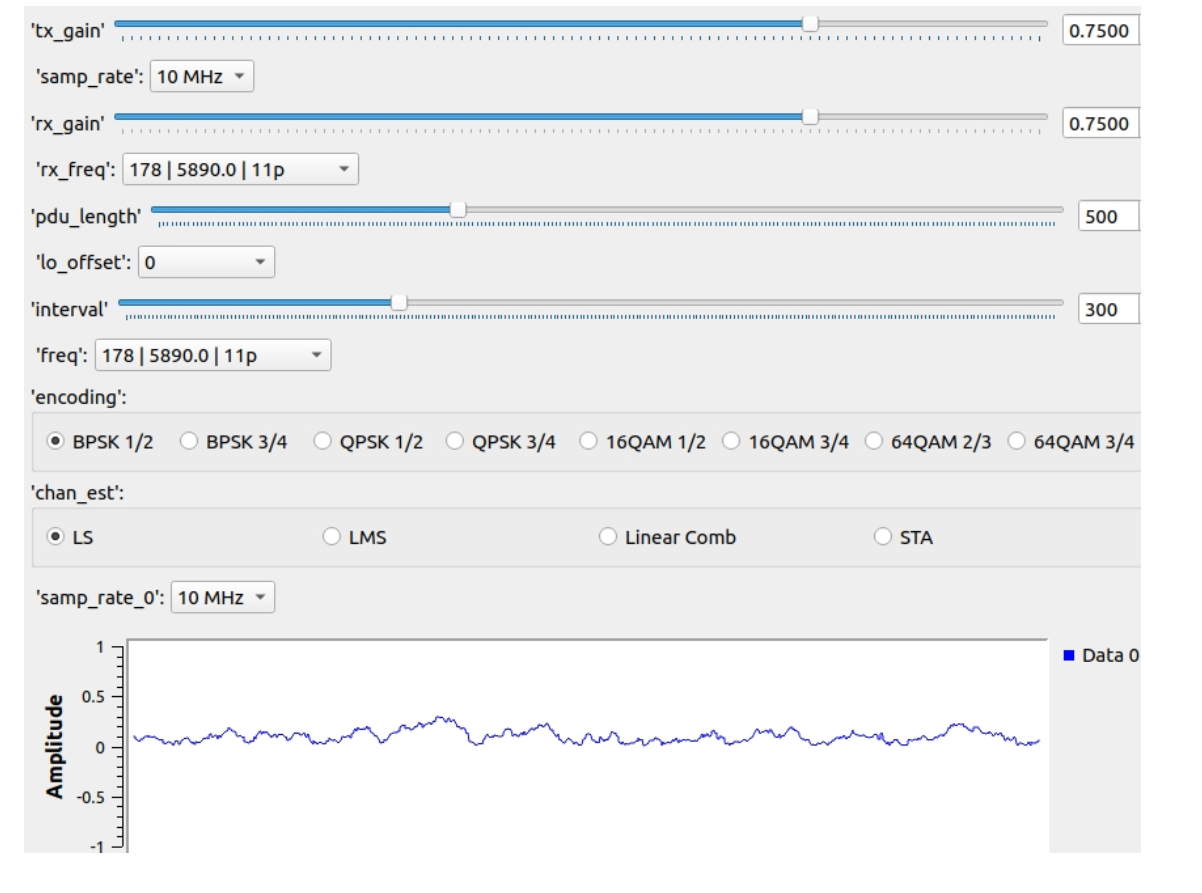 'tx_gain' 0.7500
'samp_rate': 10 MHz
'rx_gain' 0.7500
'rx_freq': 178 | 5890.0 | 11p
'pdu_length' 500
'lo_offset': 0
'interval' 300
'freq': 178 | 5890.0 | 11p
'encoding':
BPSK 1/2 BPSK 3/4 QPSK 1/2 QPSK 3/4 16QAM 1/2 16QAM 3/4 64QAM 2/3 64QAM 3/4
'chan_est':
LS LMS Linear Comb STA
'samp_rate_0': 10 MHz
1
Data 0
0.5
Amplitude
0
-0.5
-1